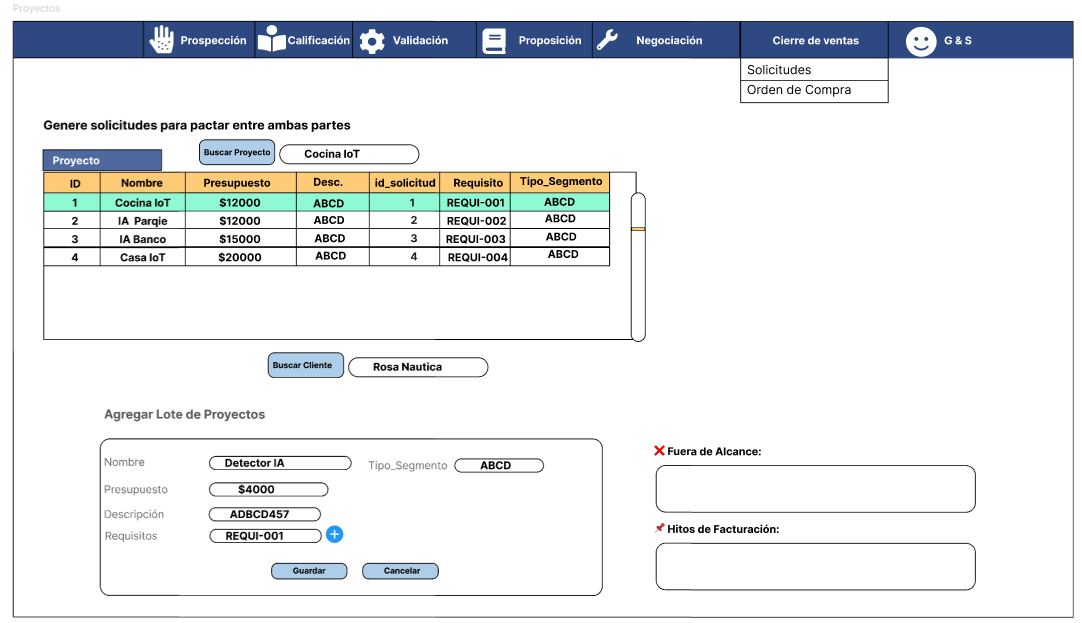 Proyectos
Prospección Calificación Validación Proposición Negociación Cierre de ventas G & S
Solicitudes
Orden de Compra
Genere solicitudes para pactar entre ambas partes
Proyecto Buscar Proyecto Cocina IoT
ID Nombre Presupuesto Desc. id_solicitud Requisito Tipo_Segmento
1 Cocina IoT $12000 ABCD 1 REQUI-001 ABCD
2 IA Parqie $12000 ABCD 2 REQUI-002 ABCD
3 IA Banco $15000 ABCD 3 REQUI-003 ABCD
4 Casa IoT $20000 ABCD 4 REQUI-004 ABCD
Buscar Cliente Rosa Nautica
Agregar Lote de Proyectos
Nombre Detector IA Tipo_Segmento ABCD
Presupuesto $4000
Descripción ADBCD457
Requisitos REQUI-001
Guardar Cancelar
Fuera de Alcance:
Hitos de Facturación: